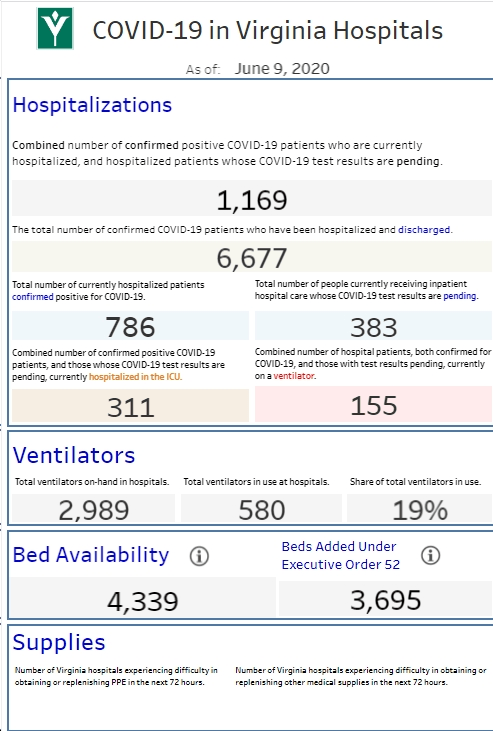 COVID-19 in Virginia Hospitals
As of: June 9, 2020
Hospitalizations
Combined number of confirmed positive COVID-19 patients who are currently
hospitalized, and hospitalized patients whose COVID-19 test results are pending.
1,169
The total number of confirmed COVID-19 patients who have been hospitalized and discharged.
6,677
Total number of currently hospitalized patients
confirmed positive for COVID-19.
Total number of people currently receiving inpatient
hospital care whose COVID-19 test results are pending.
786
383
Combined number of confirmed positive COVID-19
patients, and those whose COVID-19 test results are
pending, currently hospitalized in the ICU.
Combined number of hospital patients, both confirmed for
COVID-19, and those with test results pending, currently
on a ventilator.
311
155
Ventilators
Total ventilators on-hand in hospitals.
Total ventilators in use at hospitals.
Share of total ventilators in use.
2,989
580
19%
Bed Availability
Beds Added Under
Executive Order 52
4,339
3,695
Supplies
Number of Virginia hospitals experiencing difficulty in
obtaining or replenishing PPE in the next 72 hours.
Number of Virginia hospitals experiencing difficulty in obtaining or
replenishing other medical supplies in the next 72 hours.